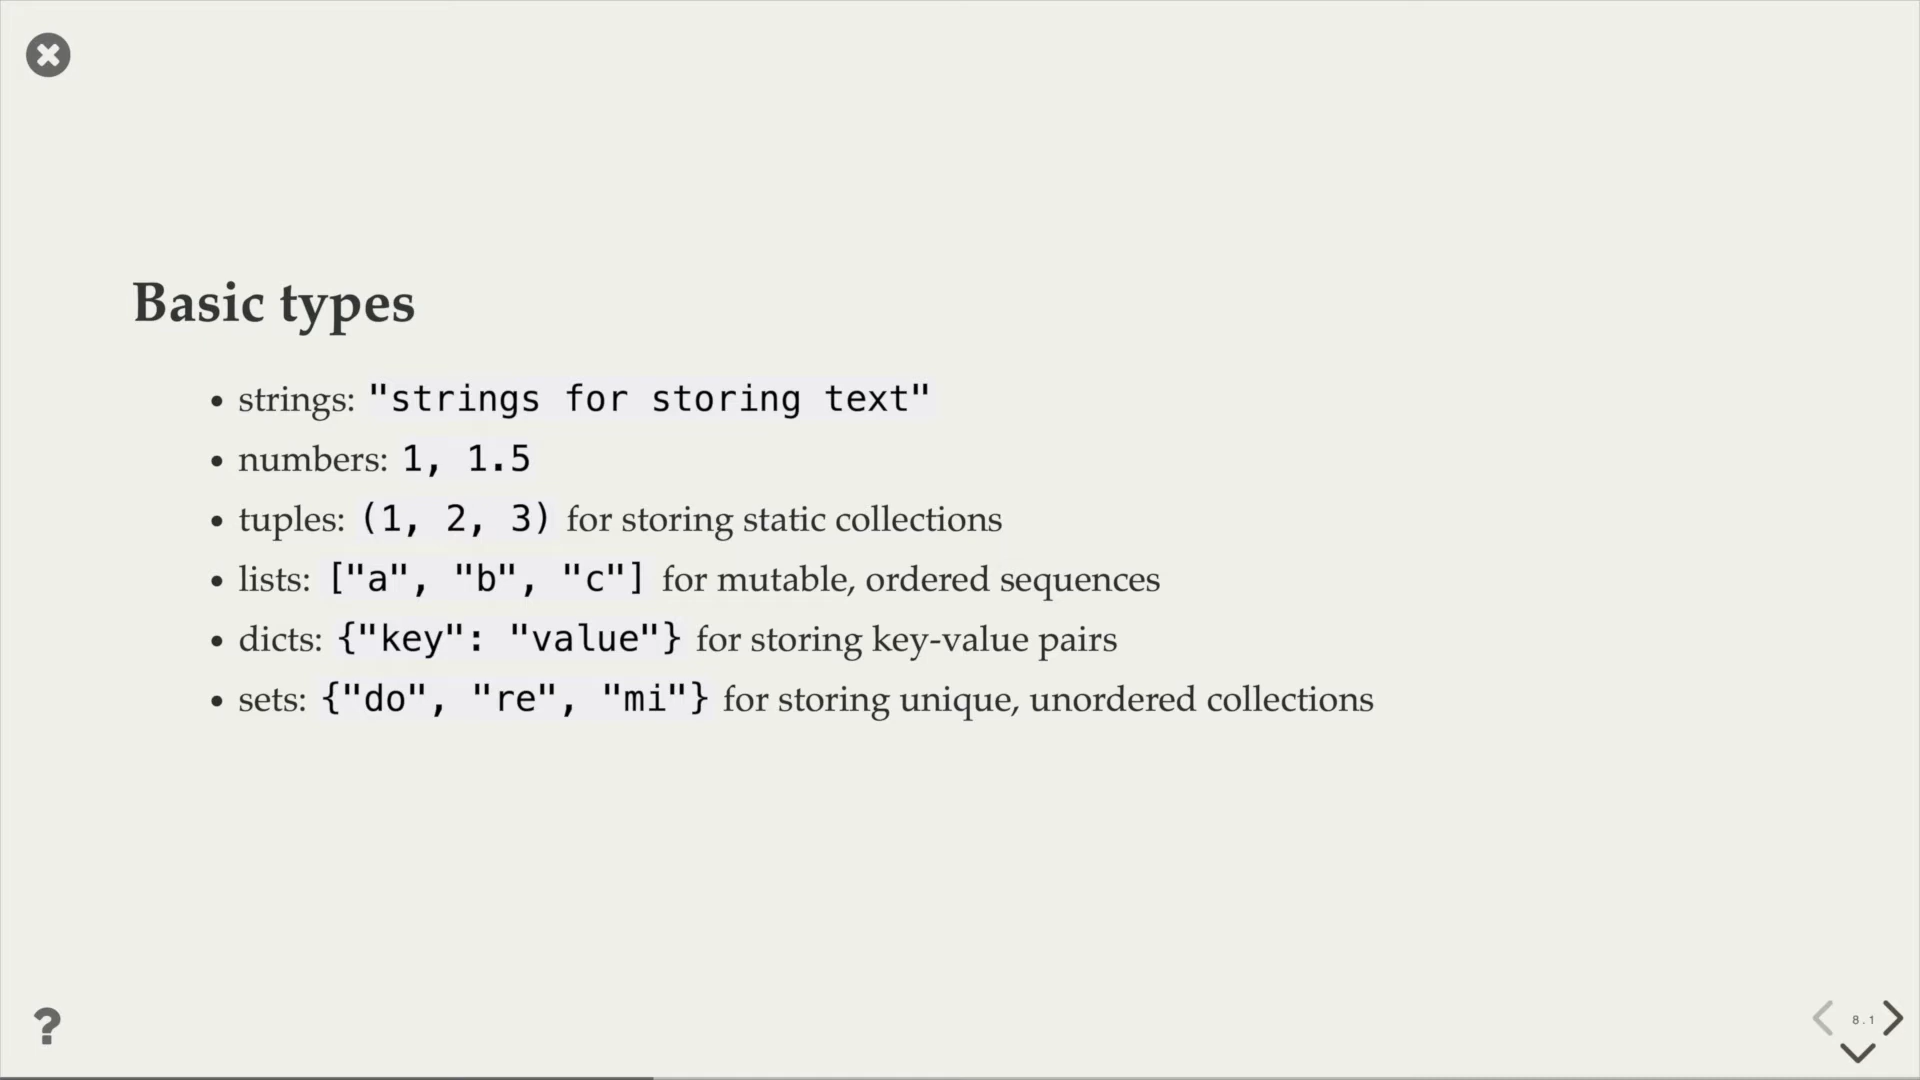 Basic types
• strings: "strings for storing text"
• numbers: 1, 1.5
• tuples: (1, 2, 3) for storing static collections
• lists: ["a", "b", "c"] for mutable, ordered sequences
• dicts: {"key": "value"} for storing key-value pairs
• sets: {"do", "re", "mi"} for storing unique, unordered collections
?
8.1